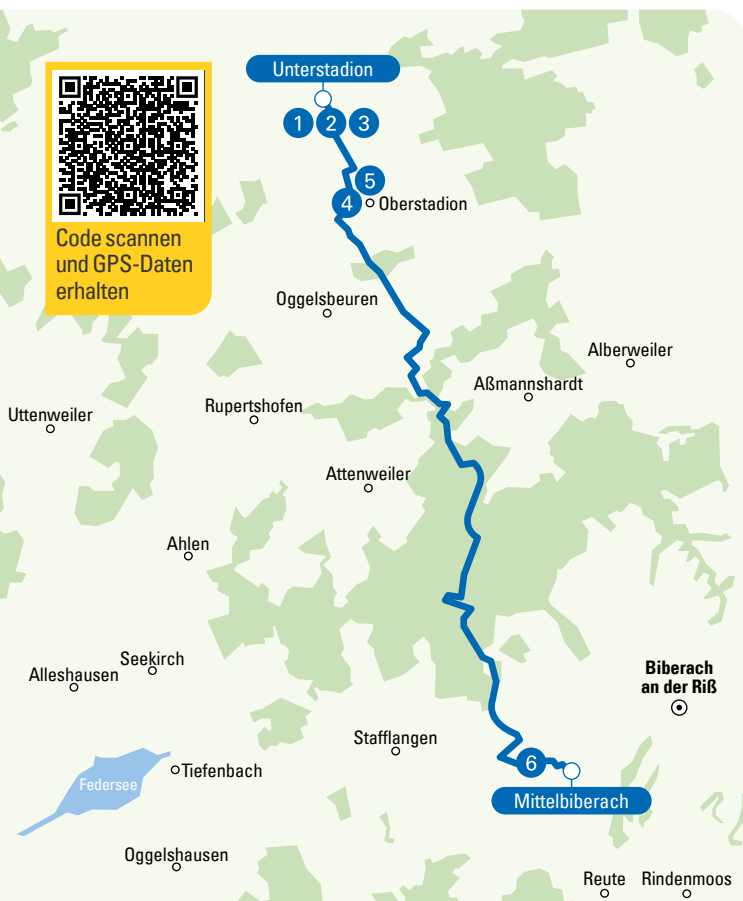 Unterstadion
1 2 3
5
4
Oberstadion
Code scannen
und GPS-Daten
erhalten
Oggelsbeuren
Alberweiler
Aßmannshardt
Rupertshofen
Uttenweiler
Attenweiler
Ahlen
Seekirch
Alleshausen
Biberach
an der Riß
Stafflangen
6
Tiefenbach
Federsee
Mittelbiberach
Oggelshausen
Reute
Rindenmoos